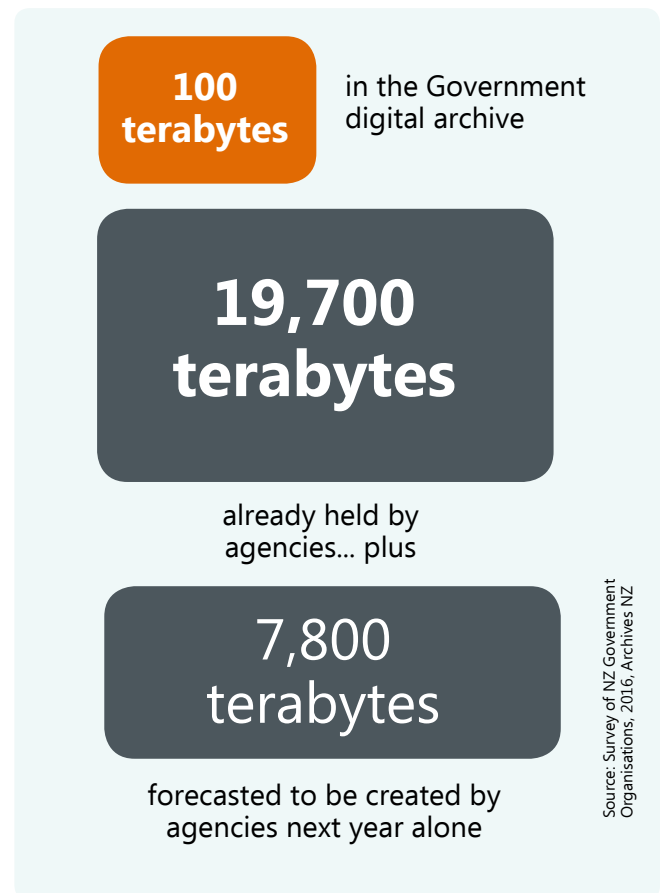 100
terabytes
in the Government
digital archive
19,700
terabytes
already held by
agencies... plus
7,800
terabytes
forecasted to be created by
agencies next year alone
Source: Survey of NZ Government
Organisations, 2016, Archives NZ